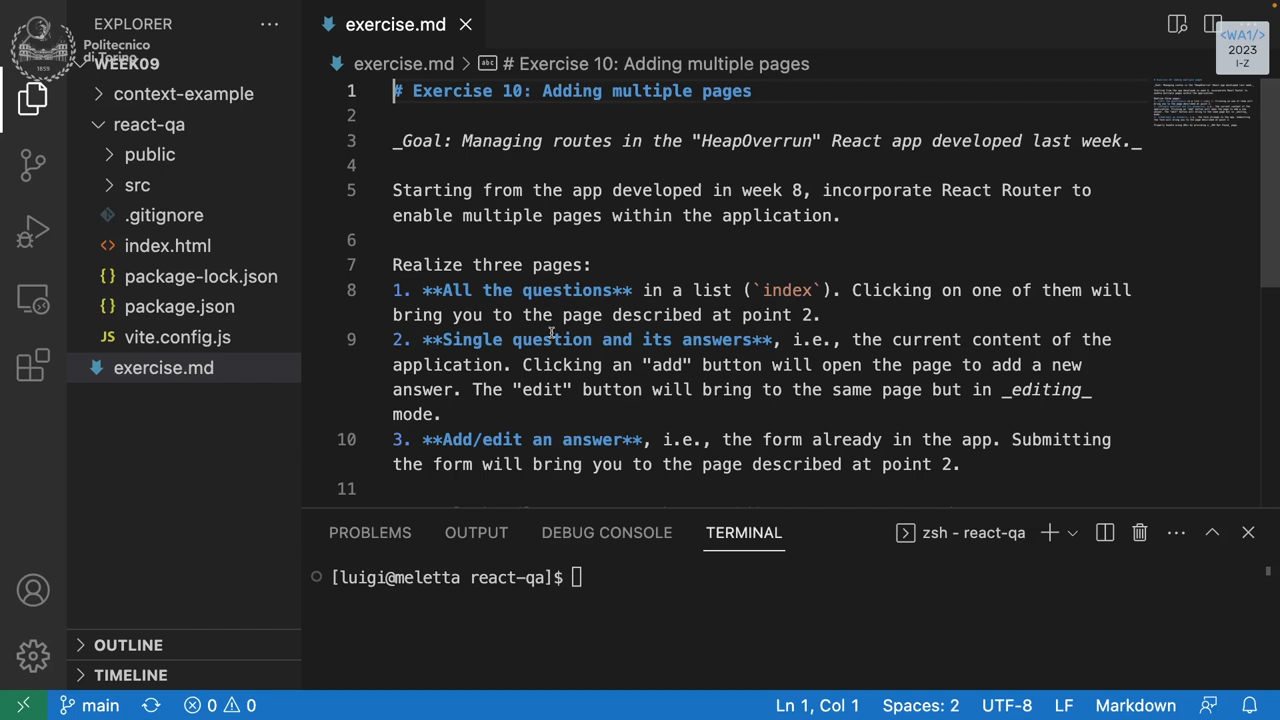 EXPLORER
Politecnico
di Torino
1859
WEEK09
context-example
react-qa
public
src
.gitignore
<> index.html
{} package-lock.json
{} package.json
JS vite.config.js
exercise.md
OUTLINE
TIMELINE
exercise.md
<WA1/>
2023
I-Z
exercise.md > abc # Exercise 10: Adding multiple pages
1 # Exercise 10: Adding multiple pages
2
3 _Goal: Managing routes in the "HeapOverrun" React app developed last week._
4
5 Starting from the app developed in week 8, incorporate React Router to
enable multiple pages within the application.
6
7 Realize three pages:
8 1. **All the questions** in a list (`index`). Clicking on one of them will
bring you to the page described at point 2.
9 2. **Single question and its answers**, i.e., the current content of the
application. Clicking an "add" button will open the page to add a new
answer. The "edit" button will bring to the same page but in _editing_
mode.
10 3. **Add/edit an answer**, i.e., the form already in the app. Submitting
the form will bring you to the page described at point 2.
11
PROBLEMS OUTPUT DEBUG CONSOLE TERMINAL
zsh - react-qa
[luigi@meletta react-qa]$
main 0 0
Ln 1, Col 1 Spaces: 2 UTF-8 LF Markdown